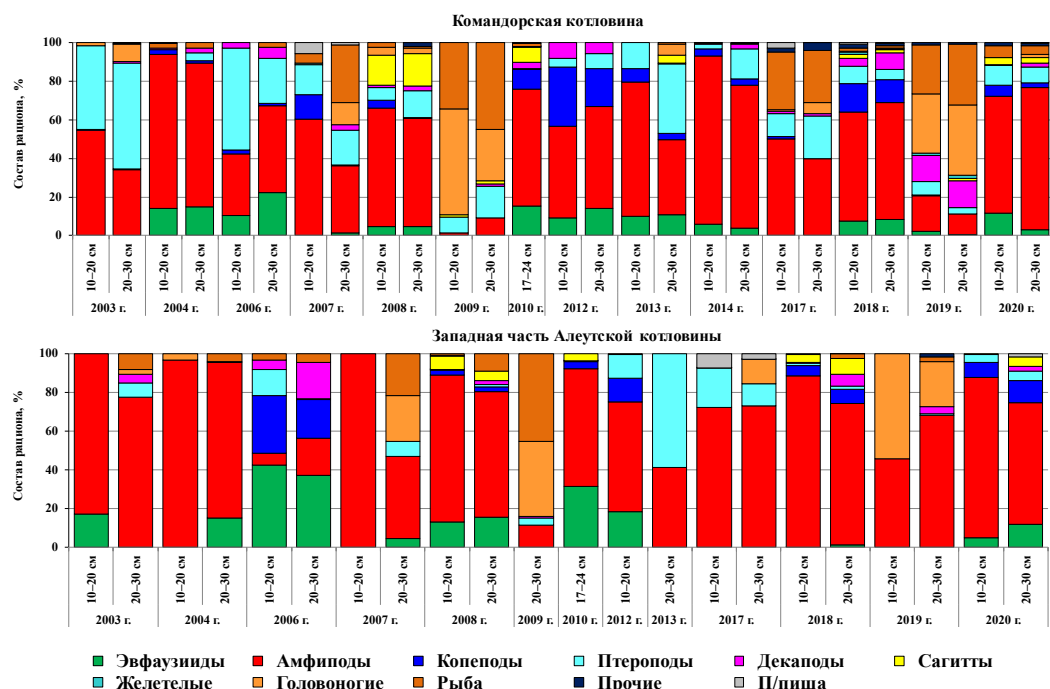 Командорская котловина
Состав рациона, %
100
80
60
40
20
0
10–20 см 20–30 см 10–20 см 20–30 см 10–20 см 20–30 см 10–20 см 20–30 см 10–20 см 20–30 см 10–20 см 20–30 см 17–24 см 10–20 см 20–30 см 10–20 см 20–30 см 10–20 см 20–30 см 10–20 см 20–30 см 10–20 см 20–30 см 10–20 см 20–30 см 10–20 см 20–30 см
2003 г. 2004 г. 2006 г. 2007 г. 2008 г. 2009 г. 2010 г. 2012 г. 2013 г. 2014 г. 2017 г. 2018 г. 2019 г. 2020 г.
Западная часть Алеутской котловины
Состав рациона, %
100
80
60
40
20
0
10–20 см 20–30 см 10–20 см 20–30 см 10–20 см 20–30 см 10–20 см 20–30 см 10–20 см 20–30 см 20–30 см 17–24 см 10–20 см 10–20 см 10–20 см 20–30 см 10–20 см 20–30 см 10–20 см 20–30 см 10–20 см 20–30 см
2003 г. 2004 г. 2006 г. 2007 г. 2008 г. 2009 г. 2010 г. 2012 г. 2013 г. 2017 г. 2018 г. 2019 г. 2020 г.
Эвфаузииды Амфиподы Копеподы Птероподы Декаподы Сагитты
Желетелые Головоногие Рыба Прочие П/пища